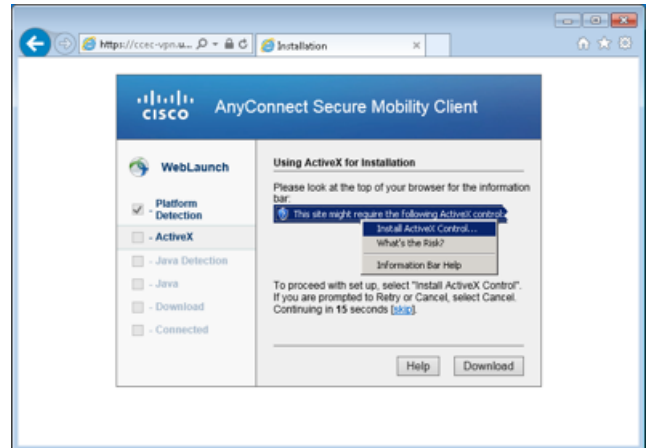 https://ccec-vpn.u...
Installation
CISCO
AnyConnect Secure Mobility Client
WebLaunch
- Platform
Detection
- ActiveX
- Java Detection
- Java
- Download
- Connected
Using ActiveX for Installation
Please look at the top of your browser for the information
bar:
This site might require the following ActiveX control:
Install ActiveX Control...
What's the Risk?
Information Bar Help
To proceed with set up, select "Install ActiveX Control".
If you are prompted to Retry or Cancel, select Cancel.
Continuing in 15 seconds [skip].
Help
Download